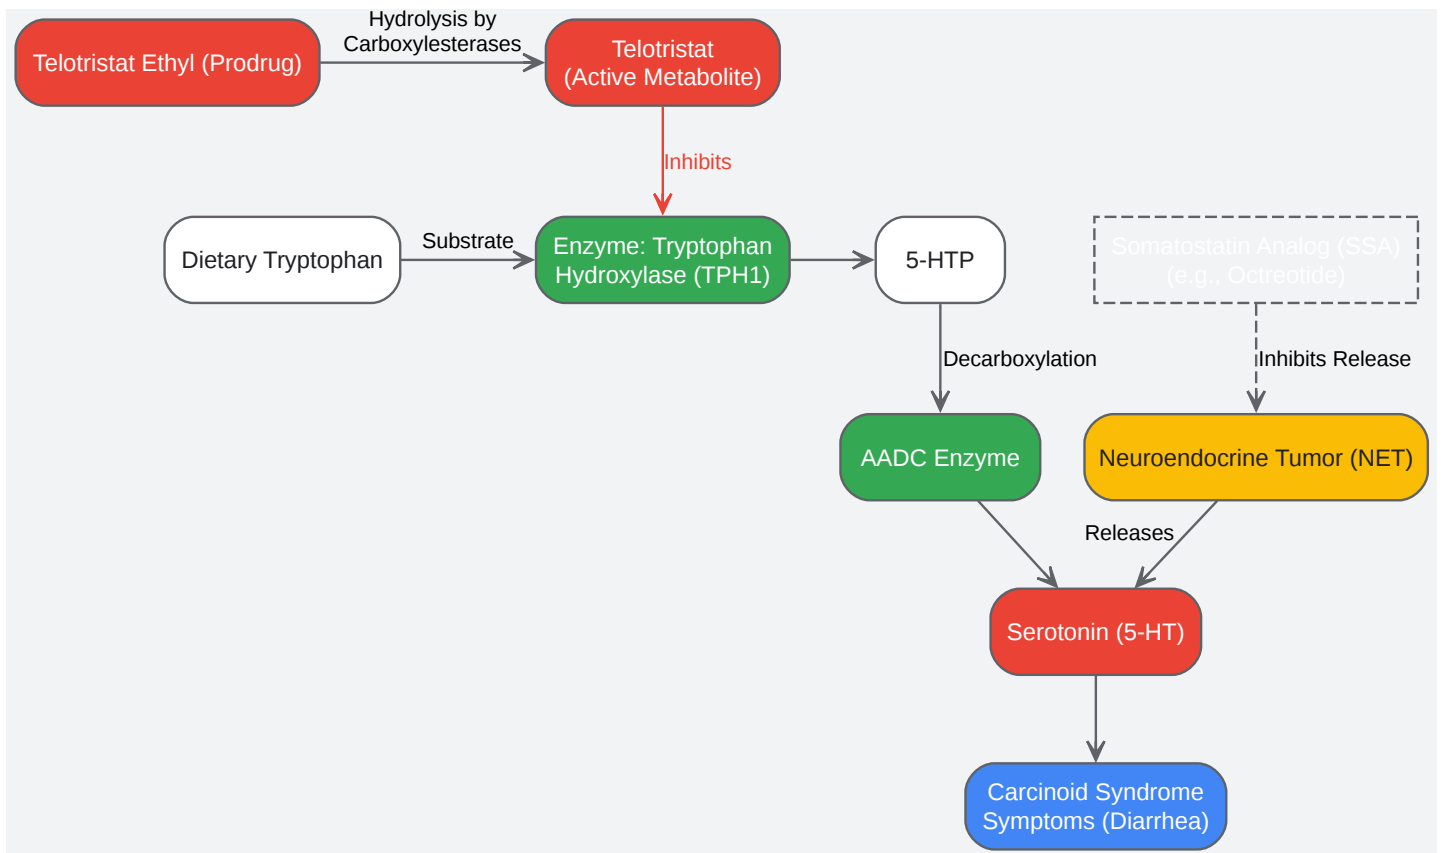 Hydrolysis by
Carboxylesterases
Telotristat Ethyl (Prodrug)
Telotristat
(Active Metabolite)
Inhibits
Dietary Tryptophan
Substrate
Enzyme: Tryptophan
Hydroxylase (TPH1)
5-HTP
Somatostatin Analog (SSA)
(e.g., Octreotide)
Decarboxylation
Inhibits Release
AADC Enzyme
Neuroendocrine Tumor (NET)
Releases
Serotonin (5-HT)
Carcinoid Syndrome
Symptoms (Diarrhea)